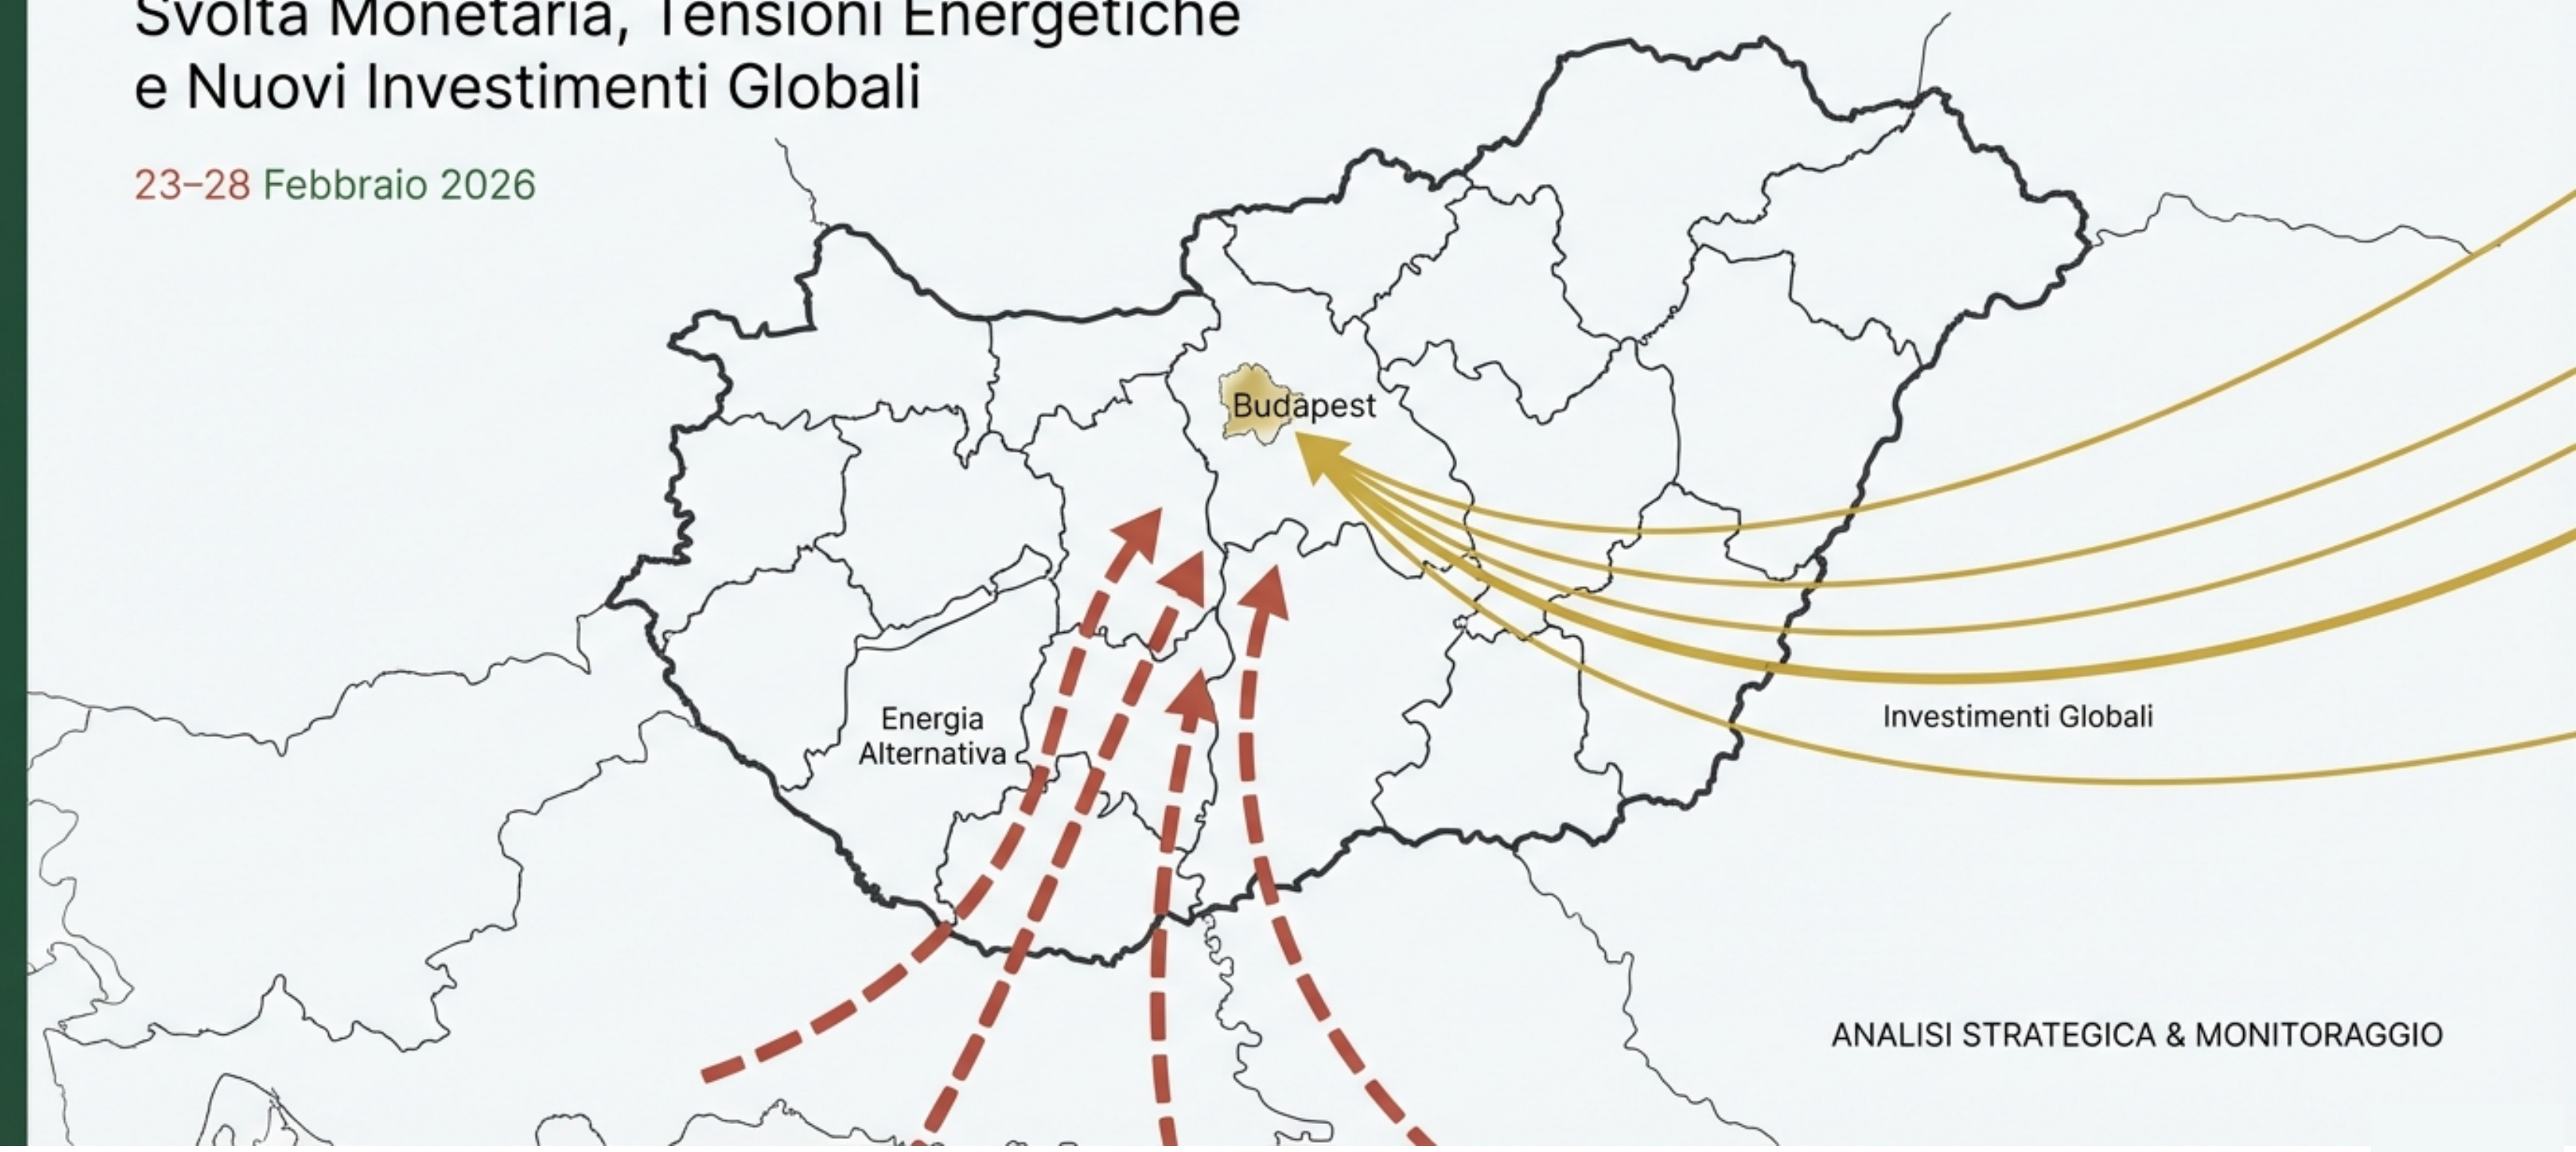 Svolta Monetaria, Tensioni Energetiche
e Nuovi Investimenti Globali
23–28 Febbraio 2026
Budapest
Energia
Alternativa
Investimenti Globali
ANALISI STRATEGICA & MONITORAGGIO